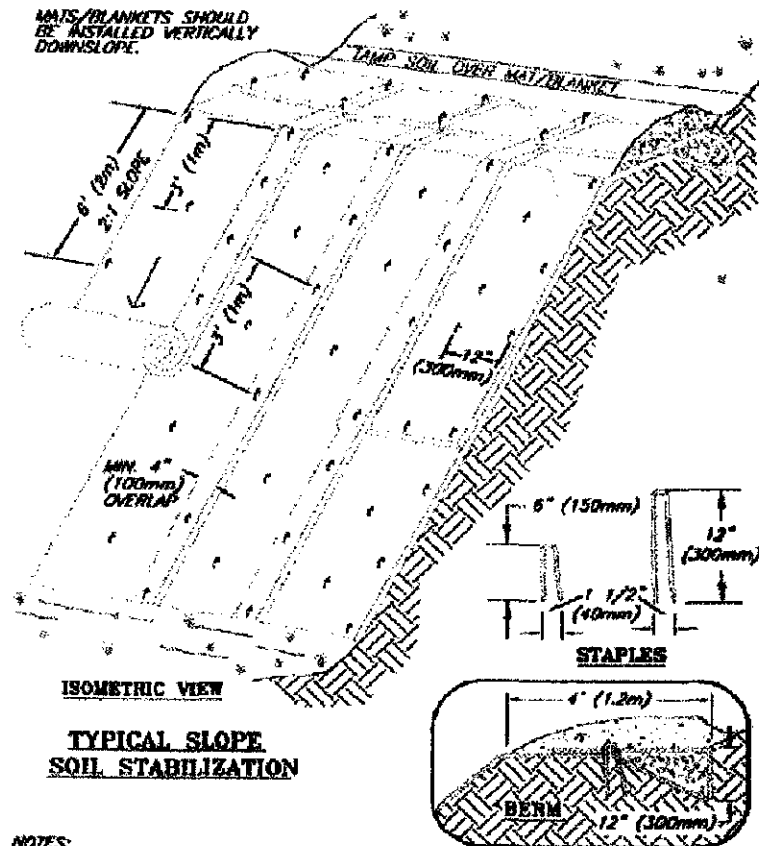 MATS/BLANKETS SHOULD
BE INSTALLED VERTICALLY
DOWNSLOPE.
TAMP SOIL OVER MAT/BLANKET
6' (2m)
2:1 SLOPE
3' (1m)
3' (1m)
12"
(300mm)
MIN. 4"
(100mm)
OVERLAP
6" (150mm)
12"
(300mm)
1 1/2"
(40mm)
STAPLES
ISOMETRIC VIEW
TYPICAL SLOPE
SOIL STABILIZATION
4' (1.2m)
BERM
12" (300mm)
NOTES: